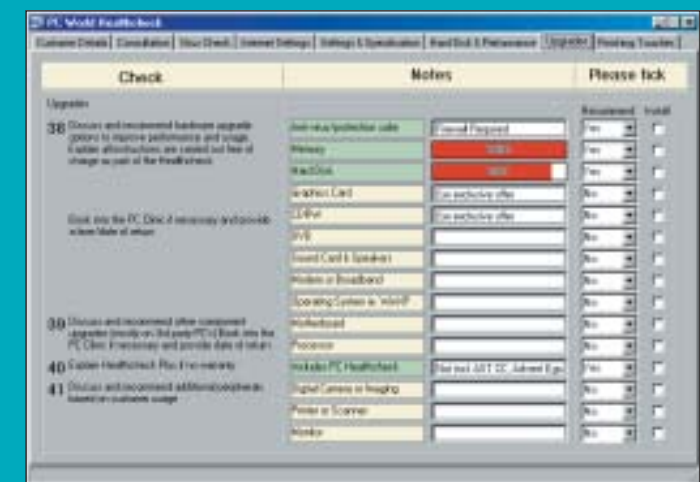 PC World Healthcheck
Customer Details Consultation Virus Check Internet Settings Settings & Specification Hard Disk & Performance Upgrades Finishing Touches
Check Notes Please tick
Upgrades
Recommend Install
38 Discuss and recommend hardware upgrade
options to improve performance and usage.
Explain all instructions are carried out free of
charge as part of the Healthcheck
Anti-virus/protection suite Firewall Required Yes
Memory Yes
Hard Disk Yes
Graphics Card exclusive offer No
Book into the PC Clinic if necessary and provide
a time/date of return
CDRW exclusive offer No
DVD No
Sound Card & Speakers No
Modem or Broadband No
Operating System ie No
39 Discuss and recommend other component
upgrades (mostly on 3rd party PC's) Book into the
PC Clinic if necessary and provide date of return
Motherboard No
Processor No
40 Explain Healthcheck Plus if no warranty
Includes PC Healthcheck Yes
41 Discuss and recommend additional peripherals
based on customer usage
Digital Camera or Imaging No
Printer or Scanner No
Monitor No